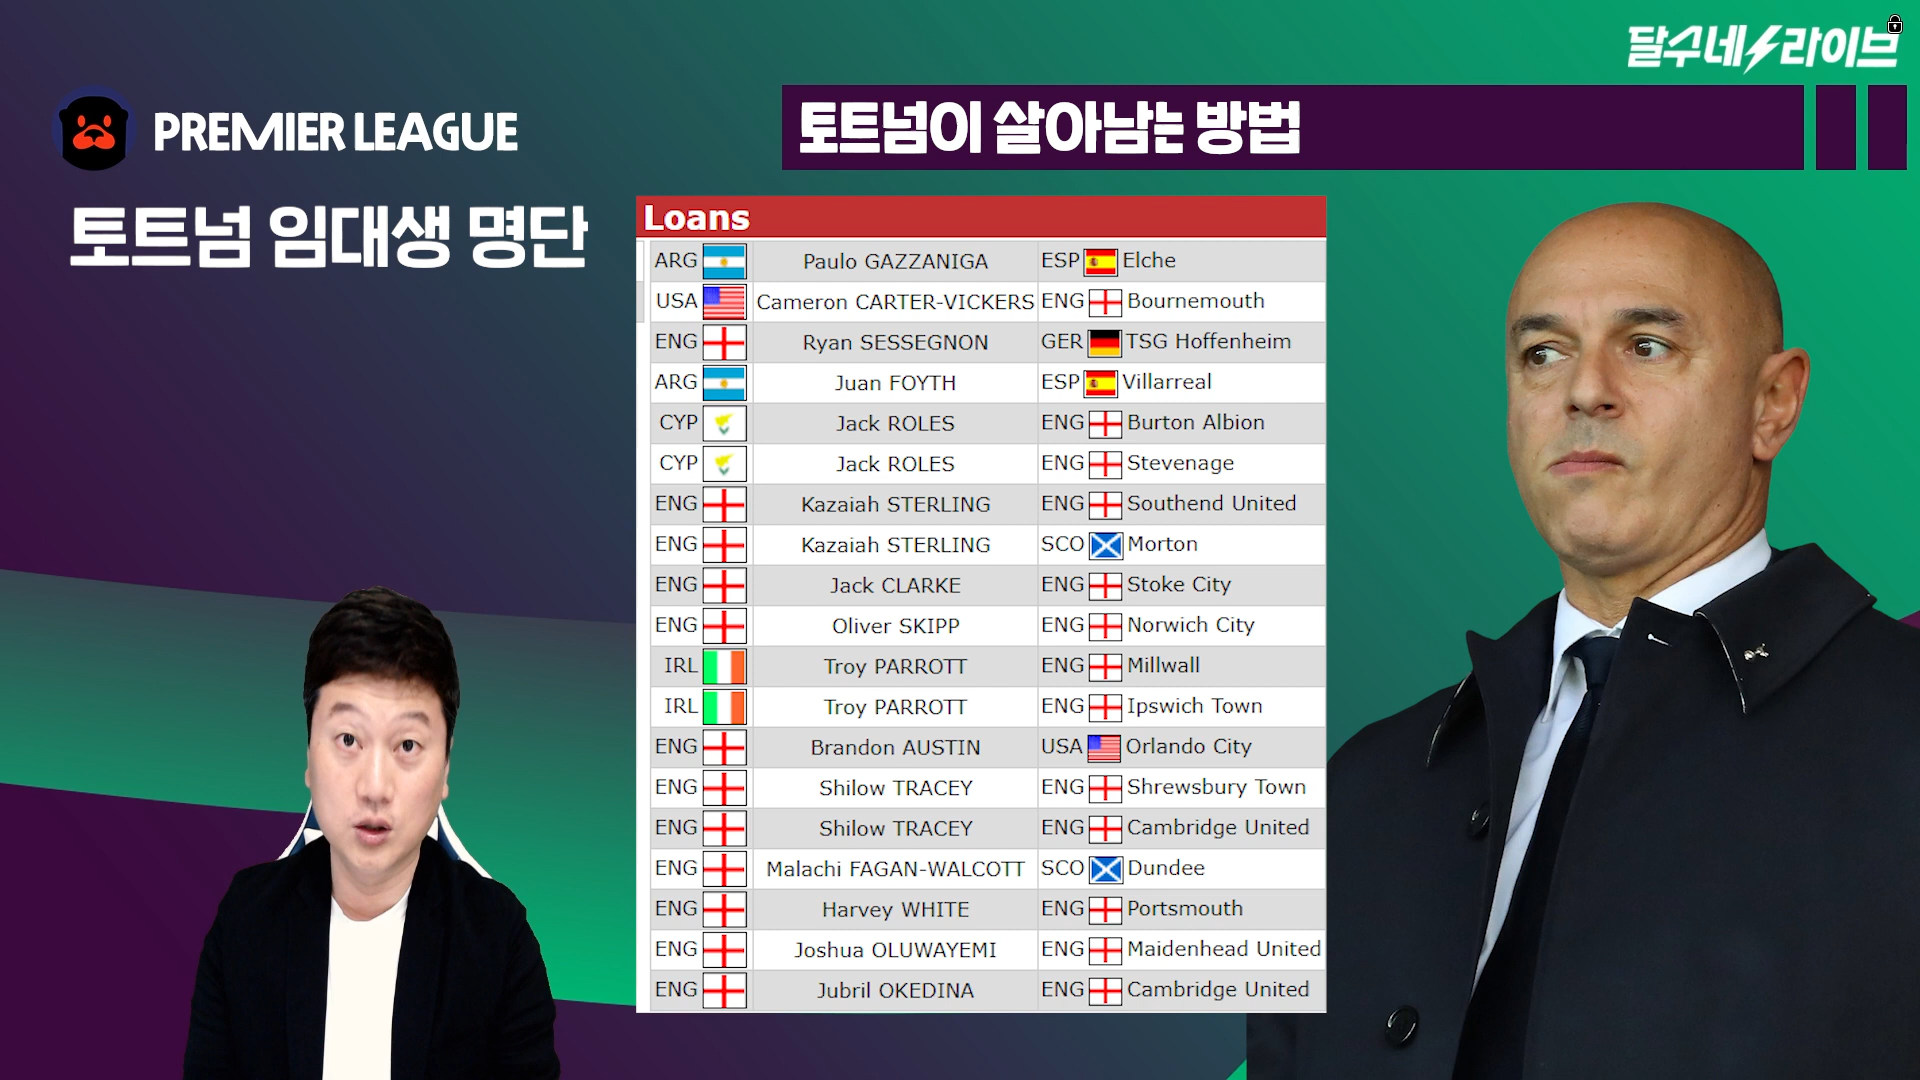 달수네라이브
PREMIER LEAGUE
토트넘이 살아남는 방법
토트넘 임대생 명단
Loans
ARG Paulo GAZZANIGA ESP Elche
USA Cameron CARTER-VICKERS ENG Bournemouth
ENG Ryan SESSEGNON GER TSG Hoffenheim
ARG Juan FOYTH ESP Villarreal
CYP Jack ROLES ENG Burton Albion
CYP Jack ROLES ENG Stevenage
ENG Kazaiah STERLING ENG Southend United
ENG Kazaiah STERLING SCO Morton
ENG Jack CLARKE ENG Stoke City
ENG Oliver SKIPP ENG Norwich City
IRL Troy PARROTT ENG Millwall
IRL Troy PARROTT ENG Ipswich Town
ENG Brandon AUSTIN USA Orlando City
ENG Shilow TRACEY ENG Shrewsbury Town
ENG Shilow TRACEY ENG Cambridge United
ENG Malachi FAGAN-WALCOTT SCO Dundee
ENG Harvey WHITE ENG Portsmouth
ENG Joshua OLUWAYEMI ENG Maidenhead United
ENG Jubril OKEDINA ENG Cambridge United